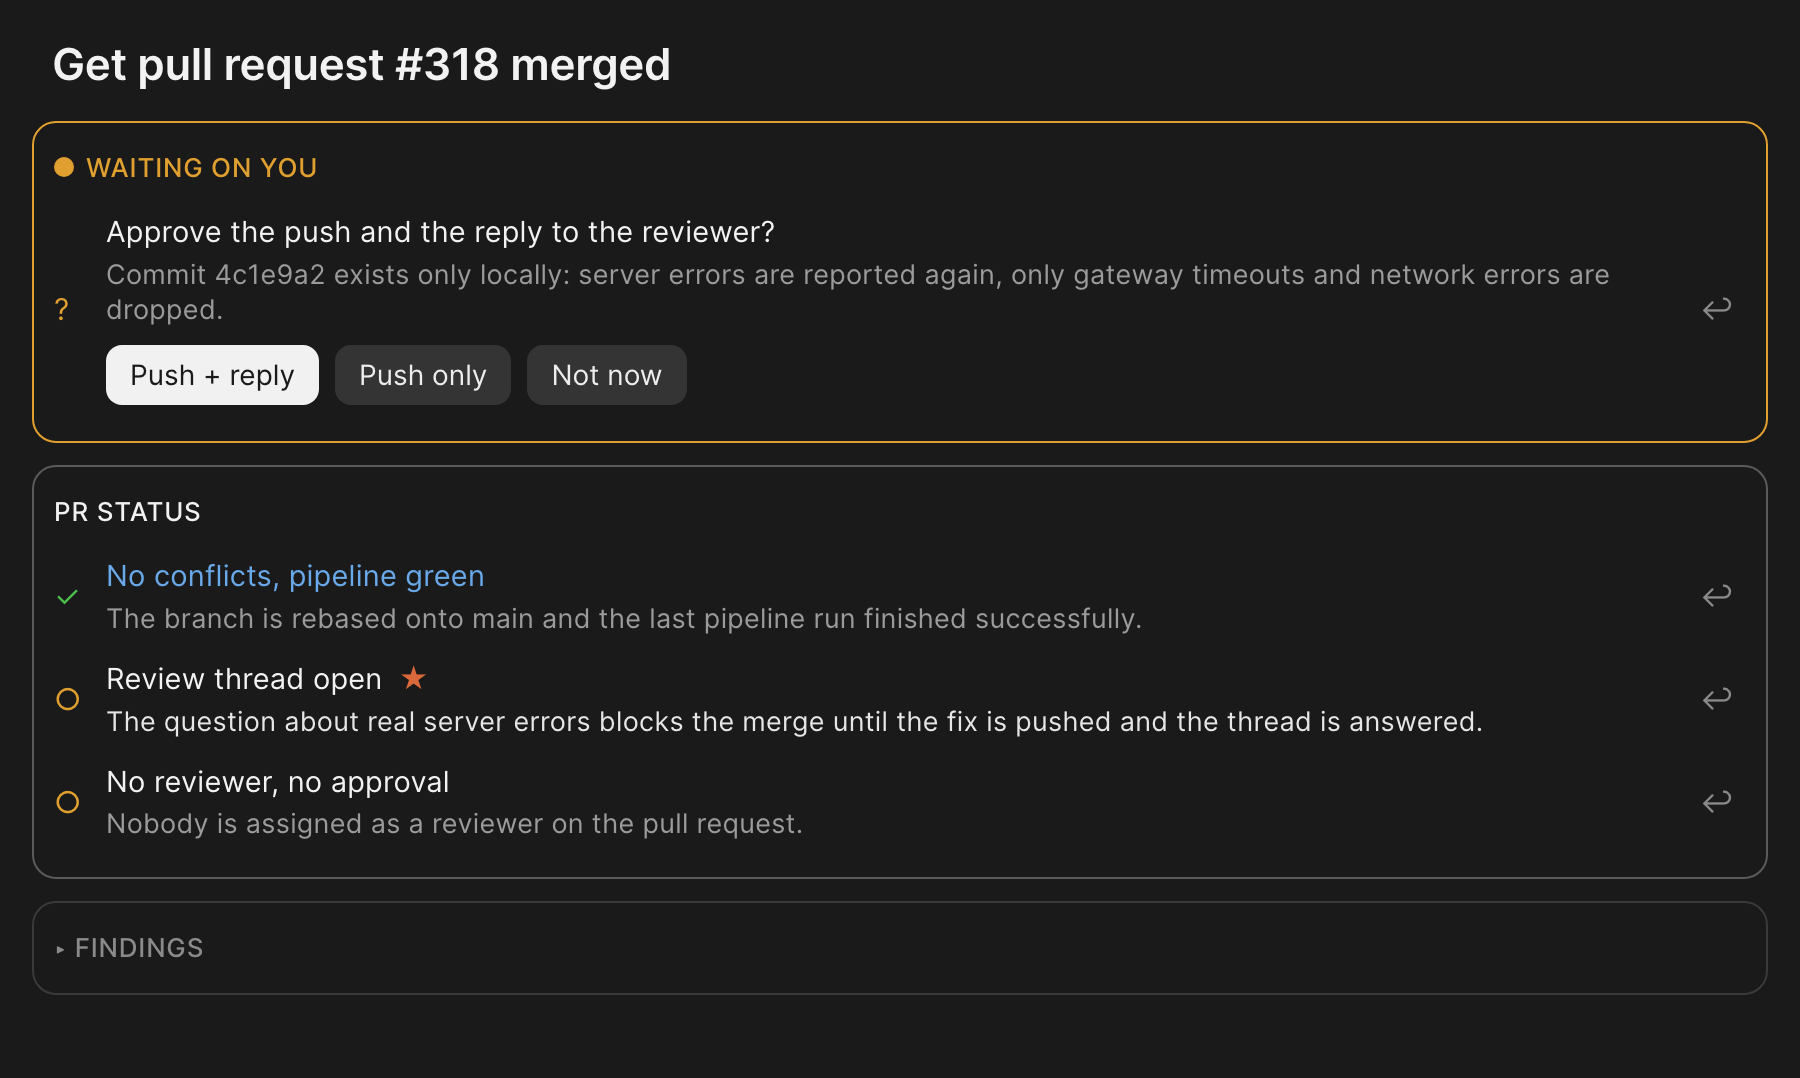 Get pull request #318 merged
WAITING ON YOU
Approve the push and the reply to the reviewer?
Commit 4c1e9a2 exists only locally: server errors are reported again, only gateway timeouts and network errors are
dropped.
?
Push + reply
Push only
Not now
PR STATUS
No conflicts, pipeline green
The branch is rebased onto main and the last pipeline run finished successfully.
Review thread open ★
The question about real server errors blocks the merge until the fix is pushed and the thread is answered.
No reviewer, no approval
Nobody is assigned as a reviewer on the pull request.
▸ FINDINGS